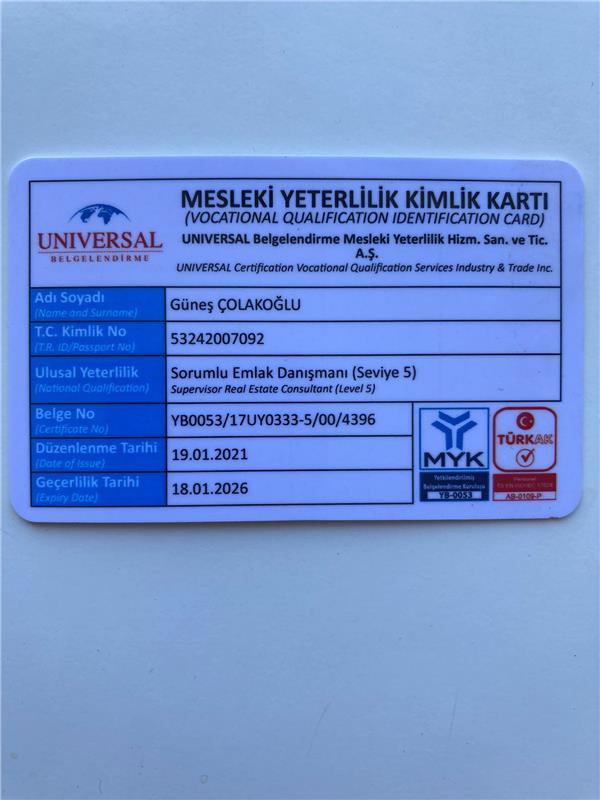 MESLEKİ YETERLİLİK KİMLİK KARTI
(VOCATIONAL QUALIFICATION IDENTIFICATION CARD)
UNIVERSAL Belgelendirme Mesleki Yeterlilik Hizm. San. ve Tic.
A.Ş.
UNIVERSAL Certification Vocational Qualification Services Industry & Trade Inc.
UNIVERSAL
BELGELENDİRME
Adı Soyadı
(Name and Surname)
Güneş ÇOLAKOĞLU
T.C. Kimlik No
(T.R. ID/Passport No)
53242007092
Ulusal Yeterlilik
(National Qualification)
Sorumlu Emlak Danışmanı (Seviye 5)
Supervisor Real Estate Consultant (Level 5)
Belge No
(Certificate No)
YB0053/17UY0333-5/00/4396
Düzenlenme Tarihi
(Date of Issue)
19.01.2021
Geçerlilik Tarihi
(Expiry Date)
18.01.2026
MYK
Yetkilendirilmiş
Belgelendirme Kuruluşu
YB-0053
TÜRKAK
Personel
AB-0109-P